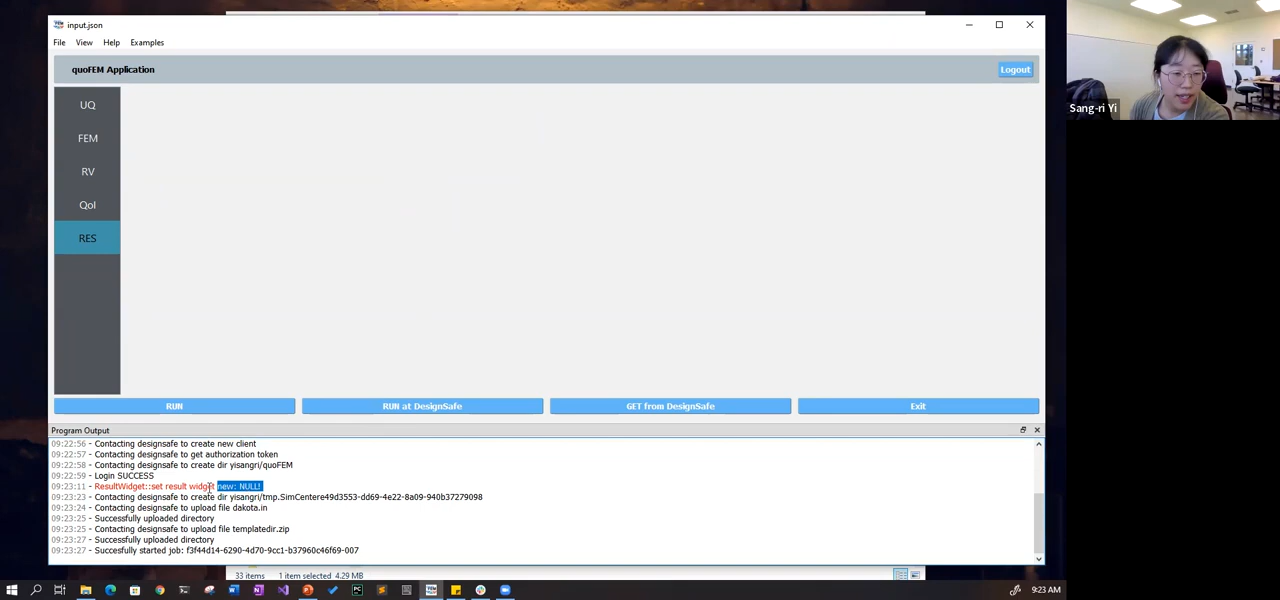 input.json
File View Help Examples
quoFEM Application
Logout
UQ
FEM
RV
QoI
RES
RUN
RUN at DesignSafe
GET from DesignSafe
Exit
Program Output
09:22:56 - Contacting designsafe to create new client
09:22:57 - Contacting designsafe to get authorization token
09:22:58 - Contacting designsafe to create dir yisangri/quoFEM
09:22:59 - Login SUCCESS
09:23:11 - ResultWidget::set result widget new: NULL!
09:23:23 - Contacting designsafe to create dir yisangri/tmp.SimCentere49d3553-dd69-4e22-8a09-940b37279098
09:23:24 - Contacting designsafe to upload file dakota.in
09:23:25 - Successfully uploaded directory
09:23:25 - Contacting designsafe to upload file templatedir.zip
09:23:27 - Successfully uploaded directory
09:23:27 - Succesfully started job: f3f44d14-6290-4d70-9cc1-b37960c46f69-007
33 items 1 item selected 4.29 MB
9:23 AM
Sang-ri Yi